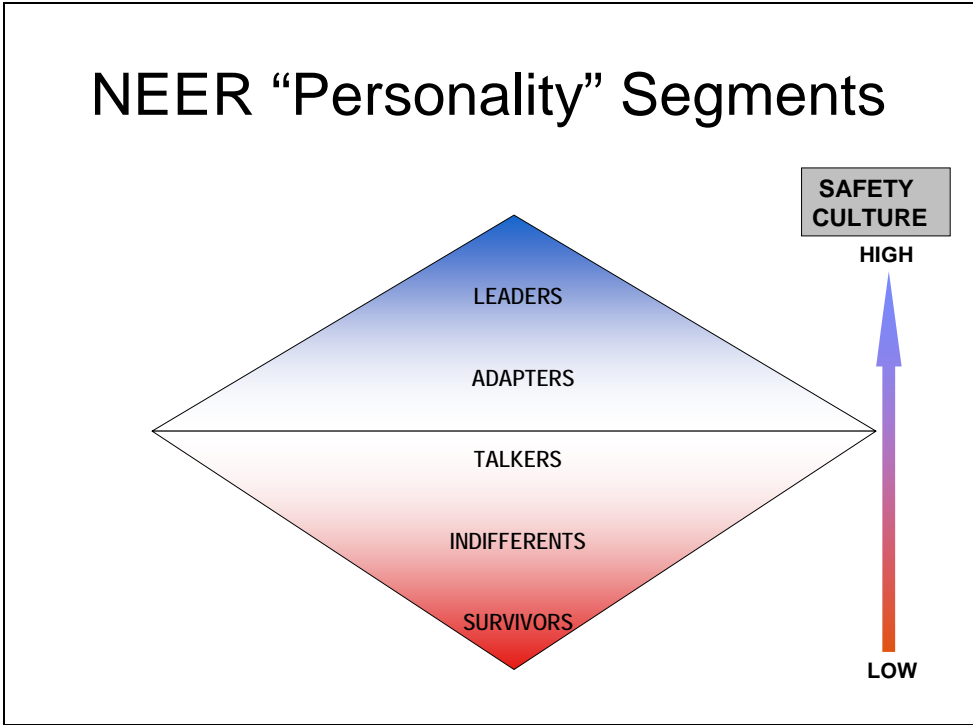 NEER “Personality” Segments
SAFETY
CULTURE
HIGH
LEADERS
ADAPTERS
TALKERS
INDIFFERENTS
SURVIVORS
LOW